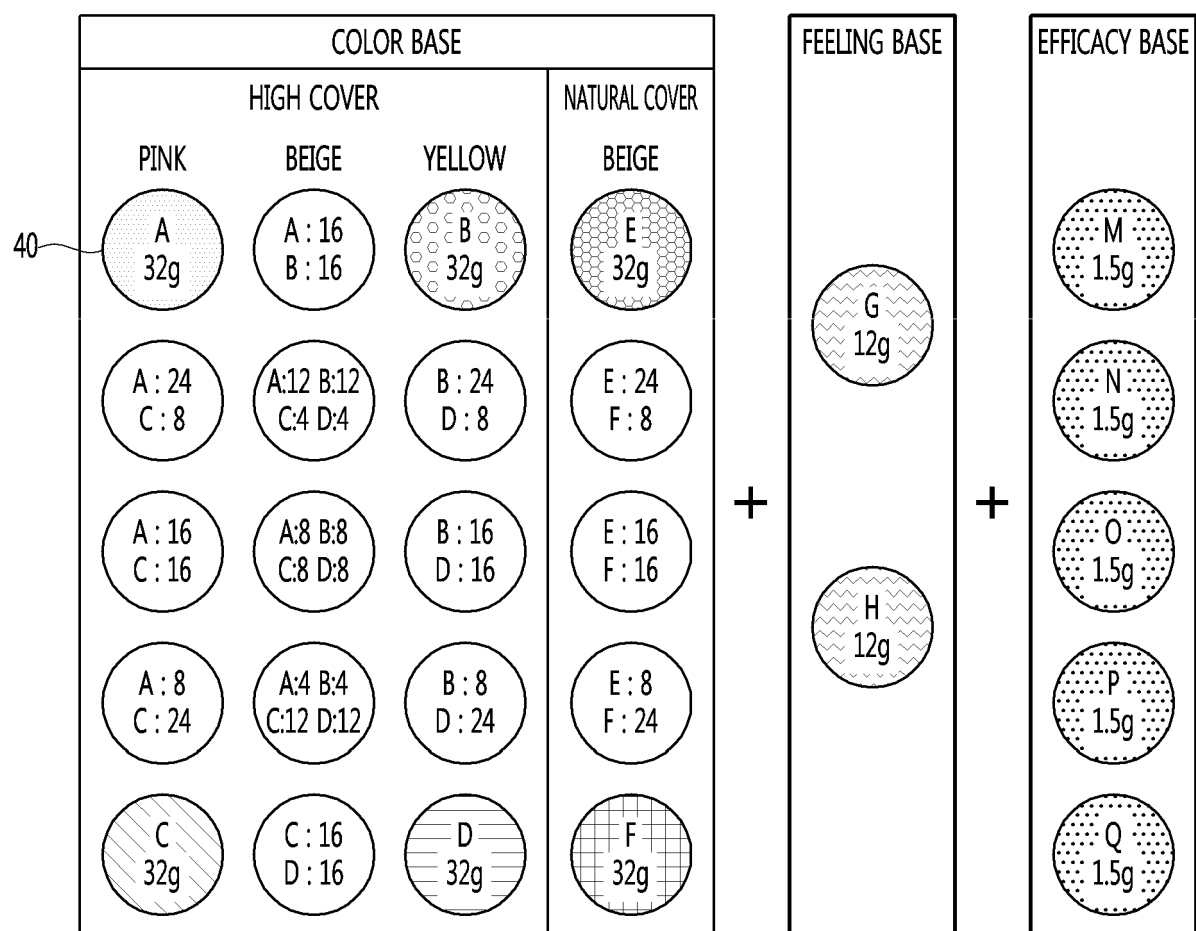 COLOR BASE
FEELING BASE
EFFICACY BASE
HIGH COVER
NATURAL COVER
PINK
BEIGE
YELLOW
BEIGE
40
A
32g
A : 16
B : 16
B
32g
E
32g
A : 24
C : 8
A:12 B:12
C:4 D:4
B : 24
D : 8
E : 24
F : 8
A : 16
C : 16
A:8 B:8
C:8 D:8
B : 16
D : 16
E : 16
F : 16
A : 8
C : 24
A:4 B:4
C:12 D:12
B : 8
D : 24
E : 8
F : 24
C
32g
C : 16
D : 16
D
32g
F
32g
+
G
12g
H
12g
+
M
1.5g
N
1.5g
O
1.5g
P
1.5g
Q
1.5g